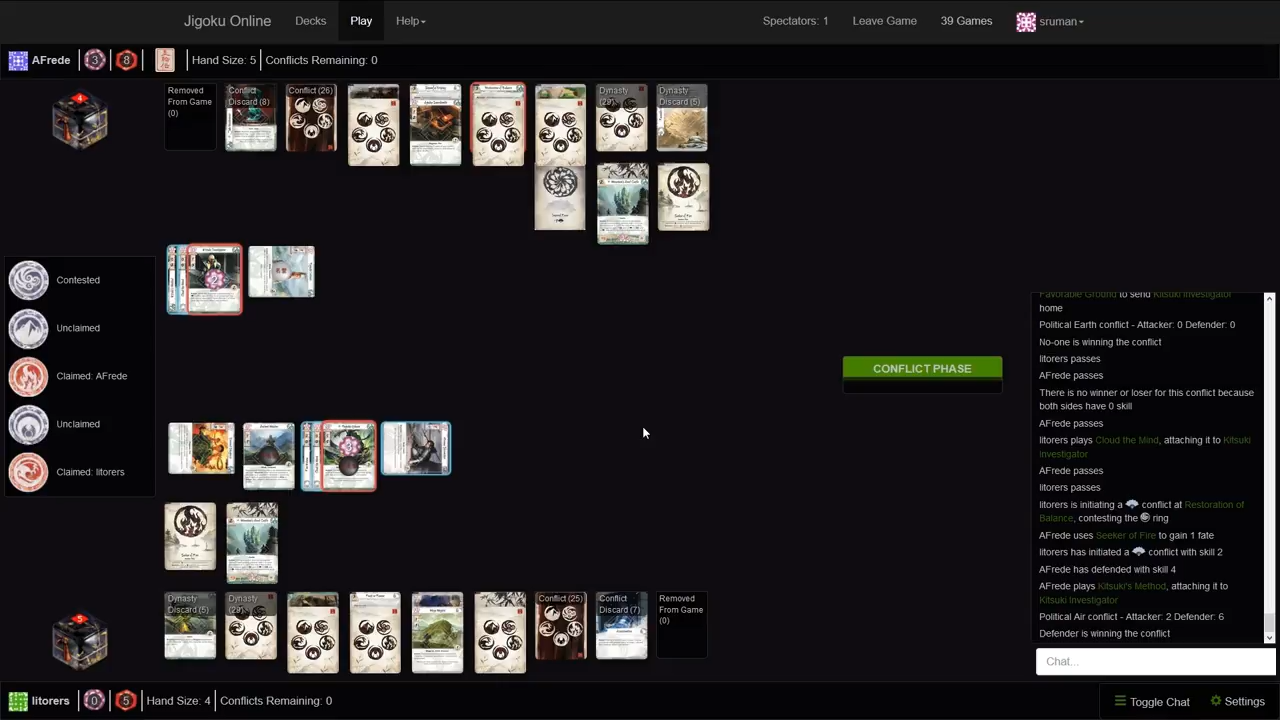 Jigoku Online
Decks
Play
Help
Spectators: 1
Leave Game
39 Games
sruman
AFrede
3
8
Hand Size: 5
Conflicts Remaining: 0
Removed
From Game
(0)
Conflict
Discard (8)
Conflict (26)
Dynasty
Dynasty
Discard (5)
Contested
Unclaimed
Claimed: AFrede
Unclaimed
Claimed: litorers
CONFLICT PHASE
Favorable Ground to send Kitsuki Investigator
home
Political Earth conflict - Attacker: 0 Defender: 0
No-one is winning the conflict
litorers passes
AFrede passes
There is no winner or loser for this conflict because
both sides have 0 skill
AFrede passes
litorers plays Cloud the Mind, attaching it to Kitsuki
Investigator
AFrede passes
litorers passes
litorers is initiating a conflict at Restoration of
Balance, contesting the ring
AFrede uses Seeker of Fire to gain 1 fate
litorers has initiated a conflict with skill 2
AFrede has defended with skill 4
AFrede plays Kitsuki's Method, attaching it to
Kitsuki Investigator
Political Air conflict - Attacker: 2 Defender: 6
Defender is winning the conflict
Chat...
Dynasty
Discard (5)
Dynasty
Conflict (25)
Conflict
Discard (7)
Removed
From Game
(0)
litorers
0
5
Hand Size: 4
Conflicts Remaining: 0
Toggle Chat
Settings